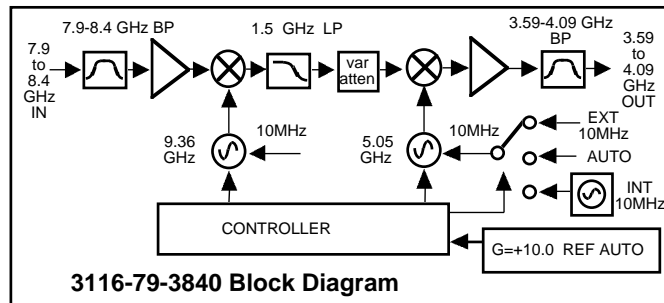 7.9-8.4 GHz BP
1.5 GHz LP
3.59-4.09 GHz
BP
7.9
to
8.4
GHz
IN
var
atten
3.59
to
4.09
GHz
OUT
9.36
GHz
10MHz
5.05
GHz
10MHz
EXT
10MHz
AUTO
INT
10MHz
CONTROLLER
G=+10.0 REF AUTO
3116-79-3840 Block Diagram